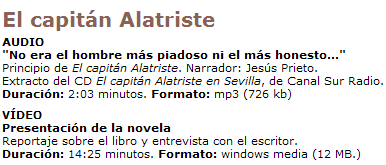 El capitán Alatriste
AUDIO
"No era el hombre más piadoso ni el más honesto..."
Principio de El capitán Alatriste. Narrador: Jesús Prieto.
Extracto del CD El capitán Alatriste en Sevilla, de Canal Sur Radio.
Duración: 2:03 minutos. Formato: mp3 (726 kb)
VÍDEO
Presentación de la novela
Reportaje sobre el libro y entrevista con el escritor.
Duración: 14:25 minutos. Formato: windows media (12 MB.)